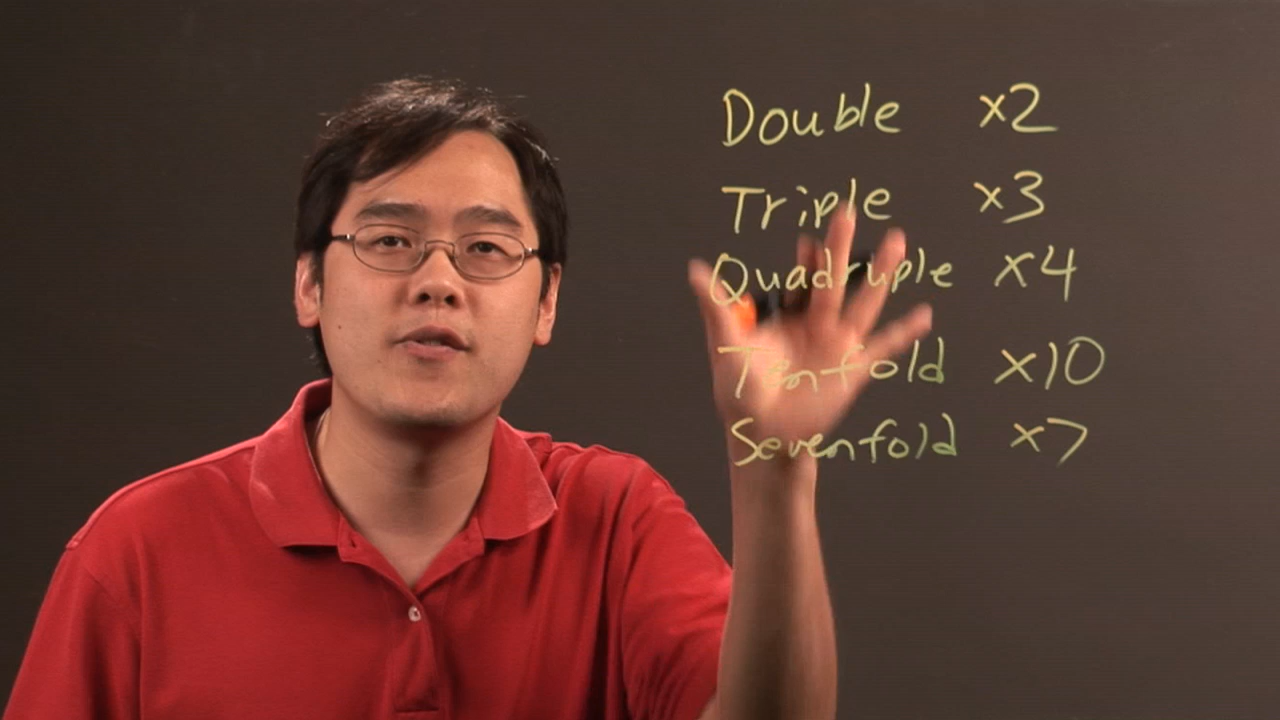 Double x2
Triple x3
Quadruple x4
Tenfold x10
Sevenfold x7